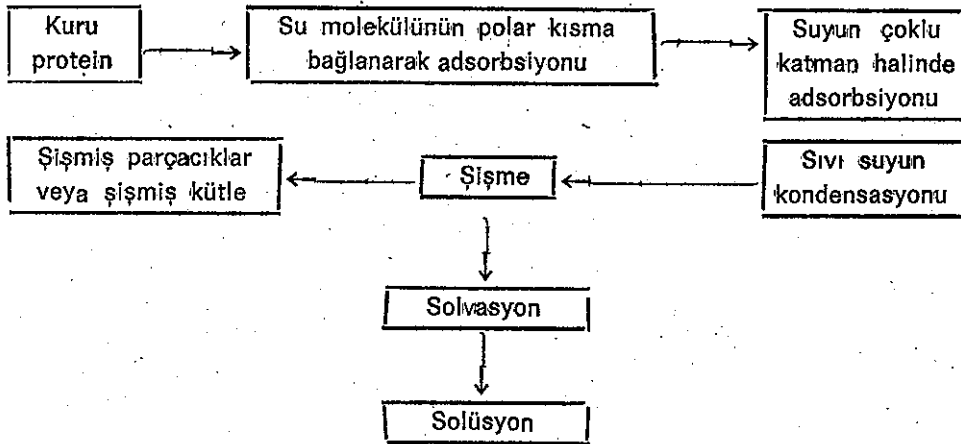 Kuru
protein
Su molekülünün polar kısma
bağlanarak adsorbsiyonu
Suyun çoklu
katman halinde
adsorbsiyonu
Şişmiş parçacıklar
veya şişmiş kütle
Şişme
Sıvı suyun
kondensasyonu
Solvasyon
Solüsyon